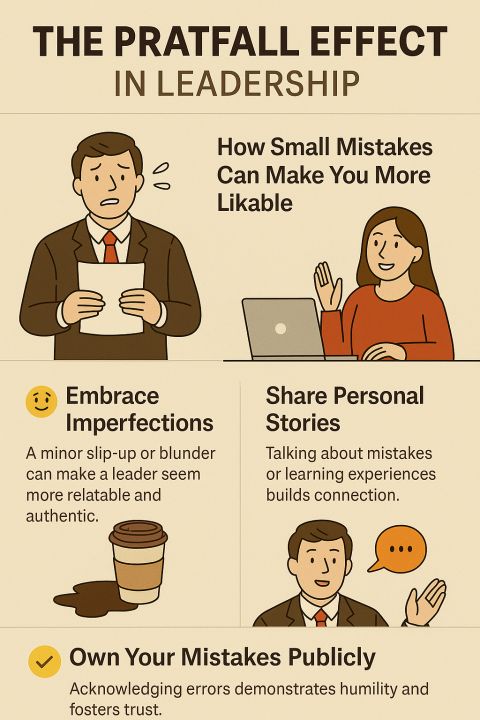 THE PRATFALL EFFECT
IN LEADERSHIP
How Small Mistakes
Can Make You More
Likable
Embrace
Imperfections
A minor slip-up or blunder
can make a leader seem
more relatable and
authentic.
Share Personal
Stories
Talking about mistakes
or learning experiences
builds connection.
Own Your Mistakes Publicly
Acknowledging errors demonstrates humility and
fosters trust.